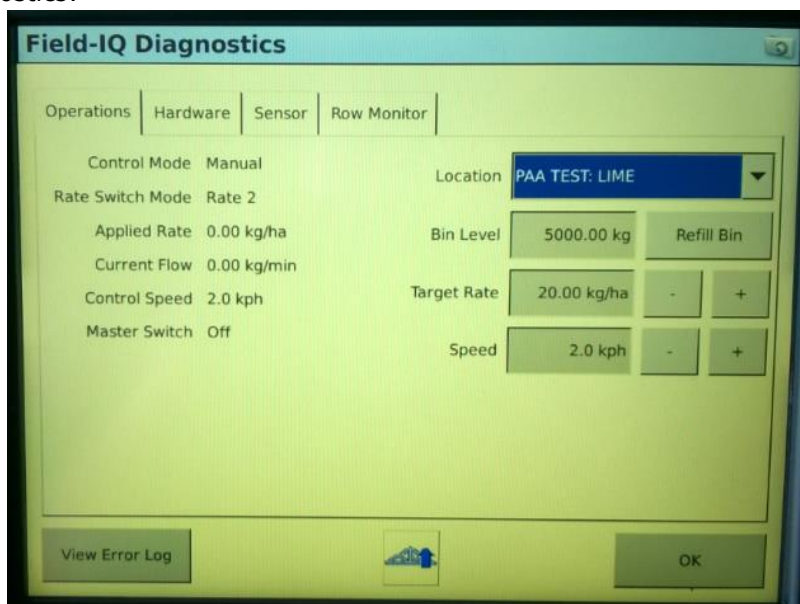 Field-IQ Diagnostics
Operations Hardware Sensor Row Monitor
Control Mode Manual
Rate Switch Mode Rate 2
Applied Rate 0.00 kg/ha
Current Flow 0.00 kg/min
Control Speed 2.0 kph
Master Switch Off
Location PAA TEST: LIME
Bin Level 5000.00 kg Refill Bin
Target Rate 20.00 kg/ha - +
Speed 2.0 kph - +
View Error Log
OK